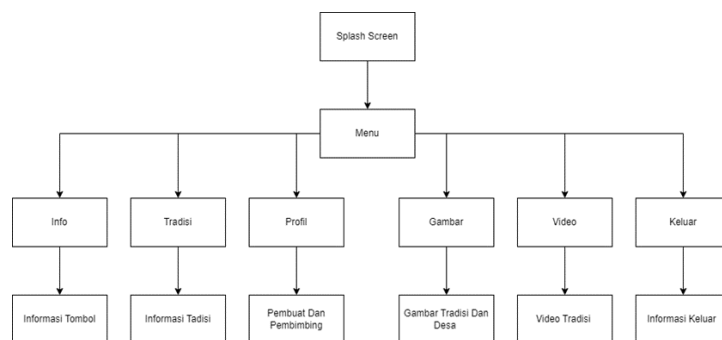 Splash Screen
Menu
Info
Tradisi
Profil
Gambar
Video
Keluar
Informasi Tombol
Informasi Tadisi
Pembuat Dan
Pembimbing
Gambar Tradisi Dan
Desa
Video Tradisi
Informasi Keluar